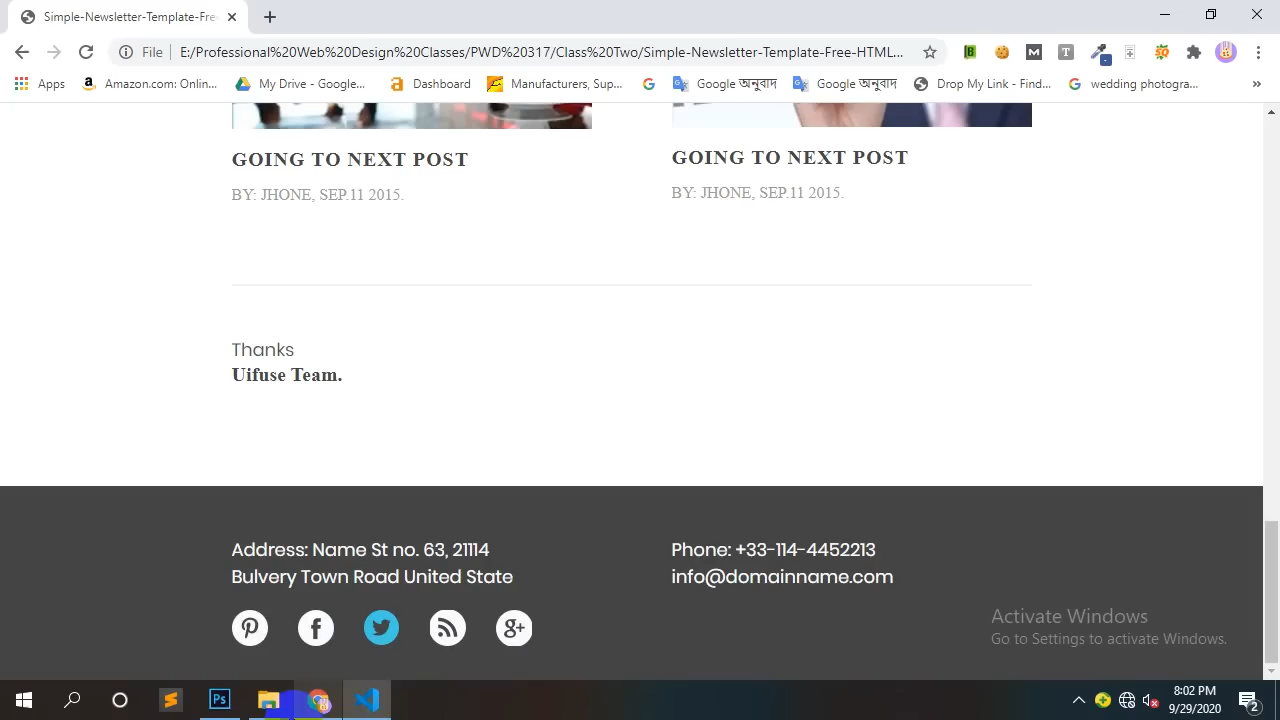 Simple-Newsletter-Template-Fre
File
E:/Professional%20Web%20Design%20Classes/PWD%20317/Class%20Two/Simple-Newsletter-Template-Free-HTML...
Apps
Amazon.com: Onlin...
My Drive - Google...
Dashboard
Manufacturers, Sup...
Google অনুবাদ
Google অনুবাদ
Drop My Link - Find...
wedding photogra...
»
GOING TO NEXT POST
GOING TO NEXT POST
BY: JHONE, SEP.11 2015.
BY: JHONE, SEP.11 2015.
Thanks
Uifuse Team.
Address: Name St no. 63, 21114
Phone: +33-114-4452213
Bulvery Town Road United State
info@domainname.com
Activate Windows
Go to Settings to activate Windows.
Ps
8:02 PM
9/29/2020
2